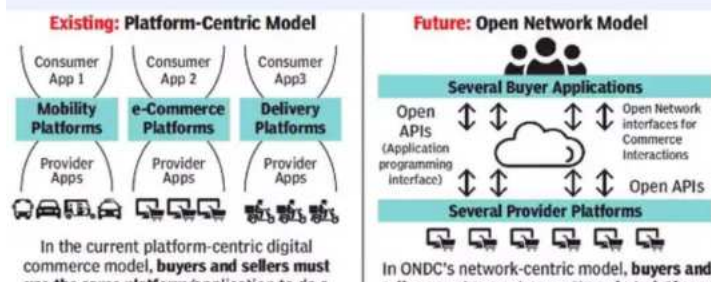 Existing: Platform-Centric Model
Consumer
App 1
Consumer
App 2
Consumer
App3
Mobility
Platforms
e-Commerce
Platforms
Delivery
Platforms
Provider
Apps
Provider
Apps
Provider
Apps
In the current platform-centric digital
commerce model, buyers and sellers must
Future: Open Network Model
Several Buyer Applications
Open
APIs
(Application
programming
interface)
Open Network
interfaces for
Commerce
Interactions
Open APIs
Several Provider Platforms
In ONDC's network-centric model, buyers and